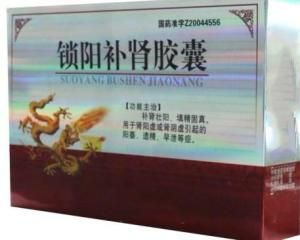 国药准字Z20044556
锁阳补肾胶囊
SUOYANG BUSHEN JIAONANG
【功能主治】
补肾壮阳、填精固真，
用于肾阳虚或肾阴虚引起的
阳萎、遗精、早泄等症。